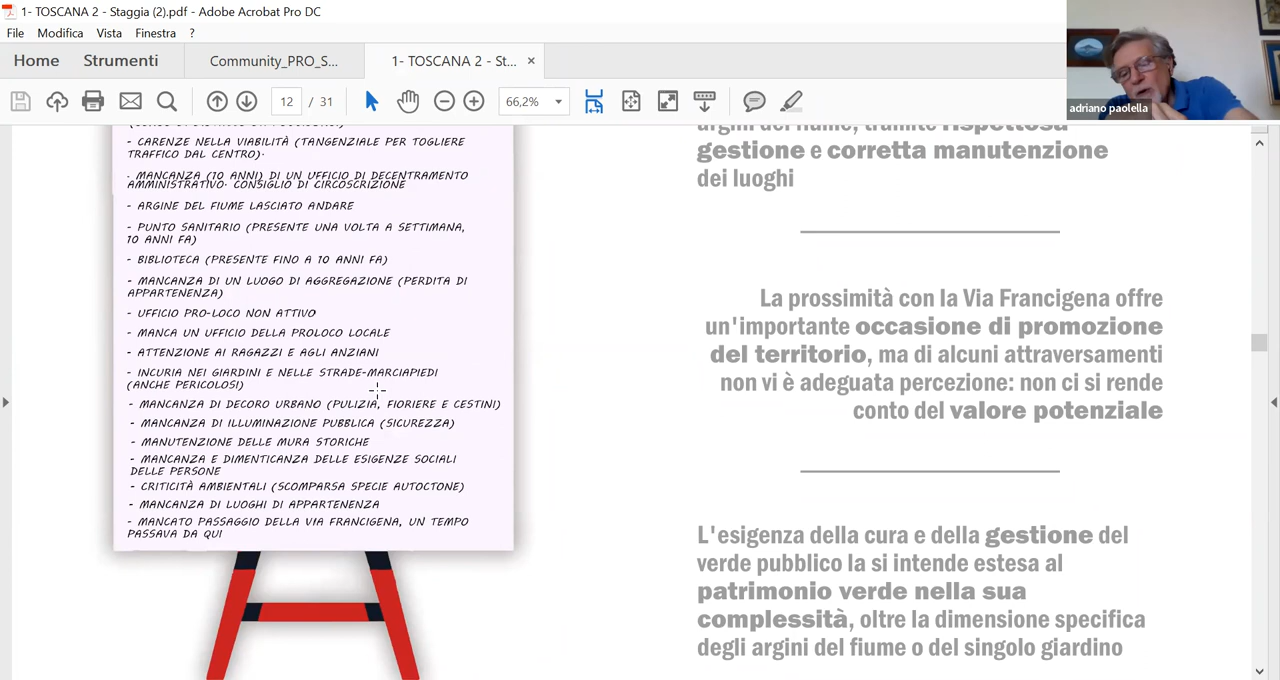 1- TOSCANA 2 - Staggia (2).pdf - Adobe Acrobat Pro DC
File Modifica Vista Finestra ?
Home Strumenti Community_PRO_S... 1- TOSCANA 2 - St... ×
12 / 31 66,2%
adriano paolella
- CARENZE NELLA VIABILITÀ (TANGENZIALE PER TOGLIERE
TRAFFICO DAL CENTRO)·
- MANCANZA (10 ANNI) DI UN UFFICIO DI DECENTRAMENTO
AMMINISTRATIVO· CONSIGLIO DI CIRCOSCRIZIONE
- ARGINE DEL FIUME LASCIATO ANDARE
- PUNTO SANITARIO (PRESENTE UNA VOLTA A SETTIMANA,
10 ANNI FA)
- BIBLIOTECA (PRESENTE FINO A 10 ANNI FA)
- MANCANZA DI UN LUOGO DI AGGREGAZIONE (PERDITA DI
APPARTENENZA)
- UFFICIO PRO-LOCO NON ATTIVO
- MANCA UN UFFICIO DELLA PROLOCO LOCALE
- ATTENZIONE AI RAGAZZI E AGLI ANZIANI
- INCURIA NEI GIARDINI E NELLE STRADE-MARCIAPIEDI
(ANCHE PERICOLOSI)
- MANCANZA DI DECORO URBANO (PULIZIA, FIORIERE E CESTINI)
- MANCANZA DI ILLUMINAZIONE PUBBLICA (SICUREZZA)
- MANUTENZIONE DELLE MURA STORICHE
- MANCANZA E DIMENTICANZA DELLE ESIGENZE SOCIALI
DELLE PERSONE
- CRITICITÀ AMBIENTALI (SCOMPARSA SPECIE AUTOCTONE)
- MANCANZA DI LUOGHI DI APPARTENENZA
- MANCATO PASSAGGIO DELLA VIA FRANCIGENA, UN TEMPO
PASSAVA DA QUI
argini del fiume, tramite rispettosa
gestione e corretta manutenzione
dei luoghi
La prossimità con la Via Francigena offre
un'importante occasione di promozione
del territorio, ma di alcuni attraversamenti
non vi è adeguata percezione: non ci si rende
conto del valore potenziale
L'esigenza della cura e della gestione del
verde pubblico la si intende estesa al
patrimonio verde nella sua
complessità, oltre la dimensione specifica
degli argini del fiume o del singolo giardino